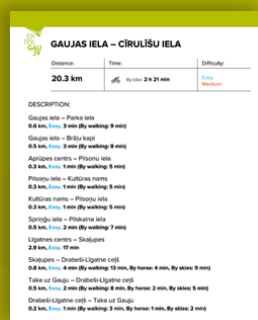 ENTER
GAUJA
GAUJAS IELA – CĪRULĪŠU IELA
Distance:
Time:
Difficulty:
20.3 km
By bike: 2 h 21 min
Easy
Medium
DESCRIPTION:
Gaujas iela – Parka iela
0.6 km, Easy. 3 min (By walking: 9 min)
Gaujas iela – Brāļu kapi
0.5 km, Easy. 3 min (By walking: 8 min)
Aprūpes centrs – Pilsoņu iela
0.3 km, Easy. 1 min (By walking: 5 min)
Pilsoņu iela – Kultūras nams
0.3 km, Easy. 1 min (By walking: 5 min)
Kultūras nams – Pilsoņu iela
0.3 km, Easy. 1 min (By walking: 5 min)
Spriņģu iela – Pilskalna iela
0.5 km, Easy. 2 min (By walking: 7 min)
Līgatnes centrs – Skaļupes
2.9 km, Easy. 17 min
Skaļupes – Drabeši-Līgatne ceļš
0.8 km, Easy. 4 min (By walking: 13 min, By horse: 4 min, By skies: 9 min)
Taka uz Gauju – Drabeši-Līgatne ceļš
0.5 km, Easy. 2 min (By walking: 8 min, By horse: 2 min, By skies: 5 min)
Drabeši-Līgatne ceļš – Taka uz Gauju
0.2 km, Easy. 1 min (By walking: 3 min, By horse: 1 min, By skies: 2 min)